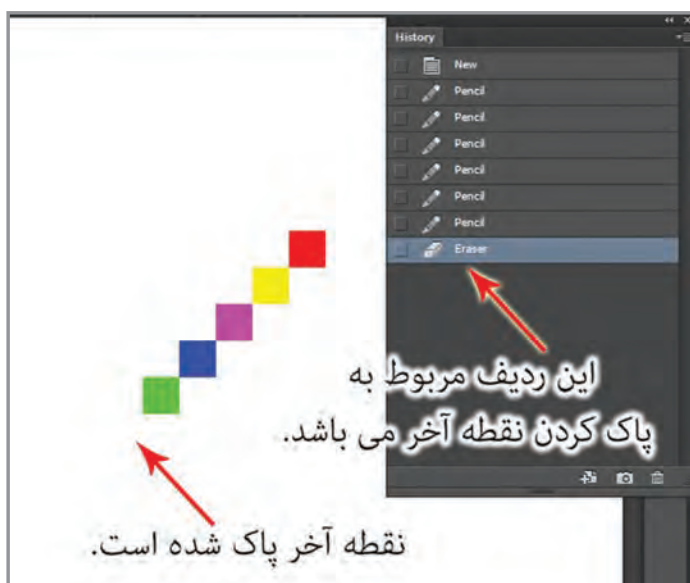 History
New
Pencil
Pencil
Pencil
Pencil
Pencil
Pencil
Eraser
این ردیف مربوط به
پاک کردن نقطه آخر می باشد.
نقطه آخر پاک شده است.